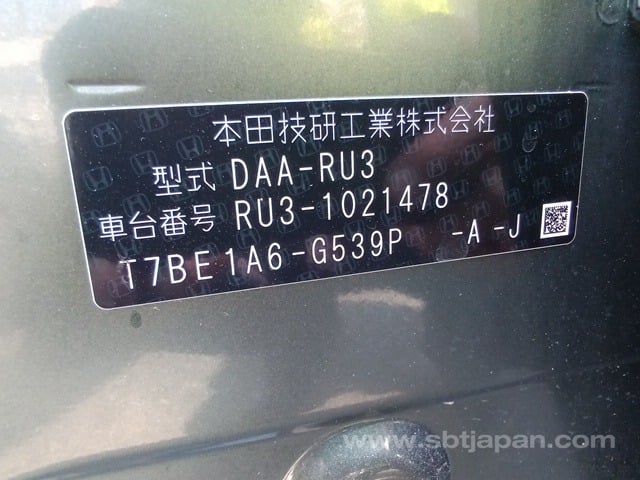 本田技研工業株式会社
型式 DAA-RU3
車台番号 RU3-1021478
T7BE1A6-G539P -A -J
www.sbtjapan.com